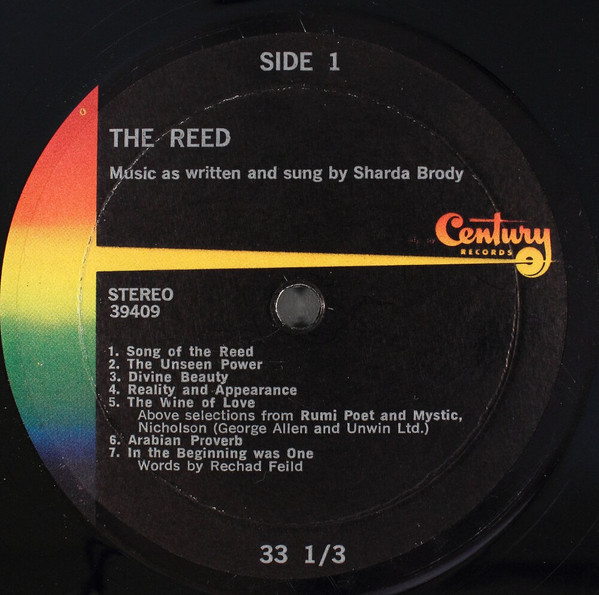 SIDE 1
THE REED
Music as written and sung by Sharda Brody
Century
RECORDS
STEREO
39409
1. Song of the Reed
2. The Unseen Power
3. Divine Beauty
4. Reality and Appearance
5. The Wine of Love
Above selections from Rumi Poet and Mystic,
Nicholson (George Allen and Unwin Ltd.)
6. Arabian Proverb
7. In the Beginning was One
Words by Rechad Feild
33 1/3